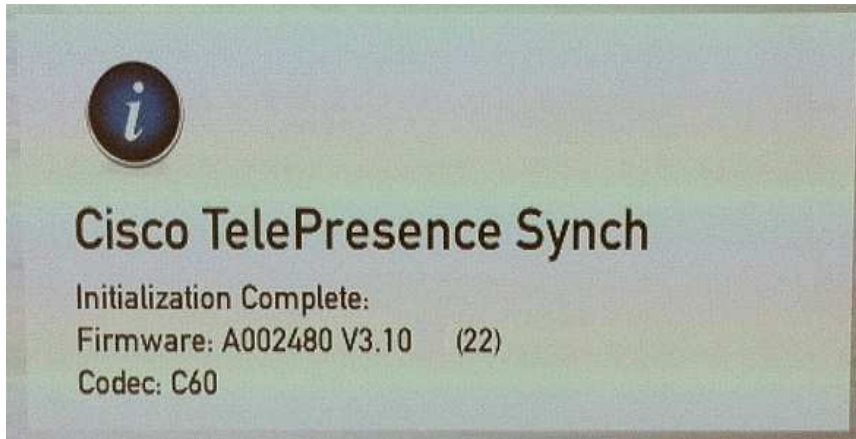 i
Cisco TelePresence Synch
Initialization Complete:
Firmware: A002480 V3.10 (22)
Codec: C60